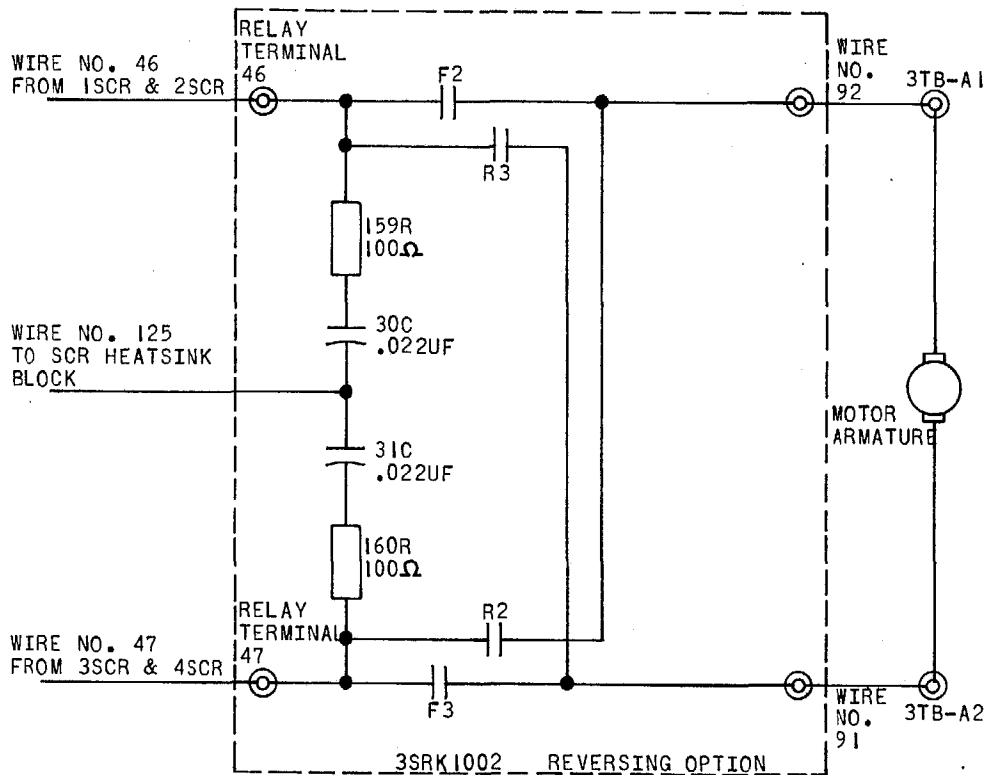 RELAY
TERMINAL
46
WIRE NO. 46
FROM 1SCR & 2SCR
F2
WIRE
NO.
92
3TB-A1
R3
159R
100Ω
30C
.022UF
WIRE NO. 125
TO SCR HEATSINK
BLOCK
MOTOR
ARMATURE
31C
.022UF
160R
100Ω
RELAY
TERMINAL
47
R2
WIRE NO. 47
FROM 3SCR & 4SCR
F3
WIRE
NO.
91
3TB-A2
3SRK1002 REVERSING OPTION